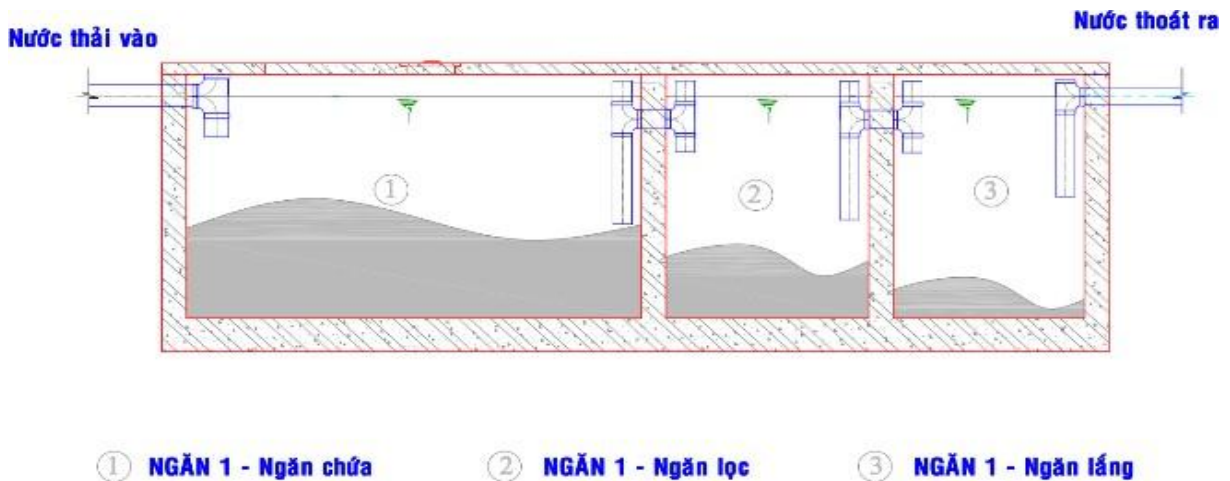 Nước thoát ra
Nước thải vào
1
2
3
1 NGĂN 1 - Ngăn chứa
2 NGĂN 1 - Ngăn lọc
3 NGĂN 1 - Ngăn lắng